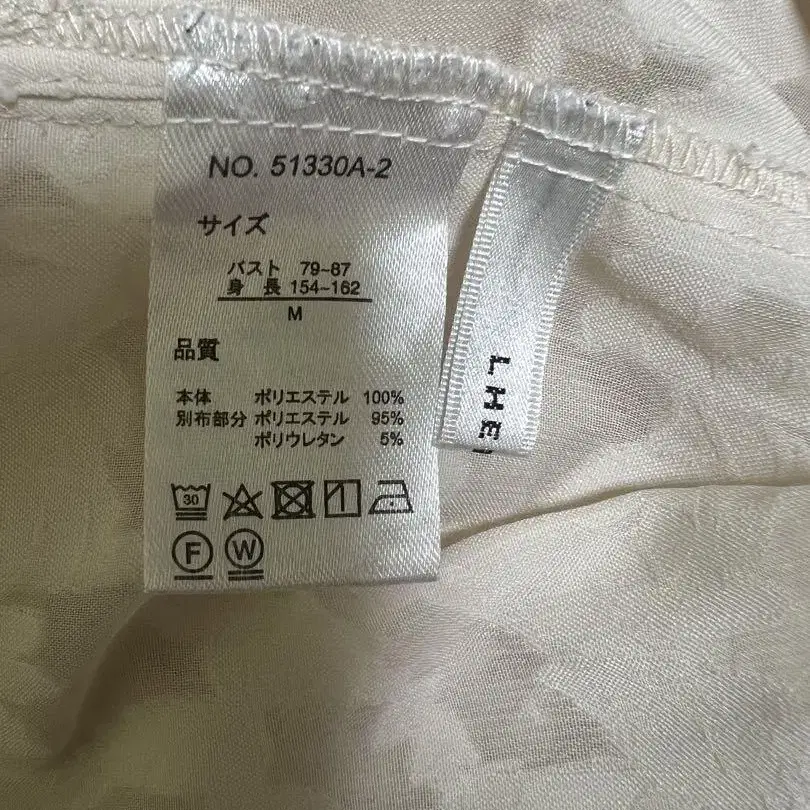 NO. 51330A-2
サイズ
バスト 79~87
身 長 154~162
M
品質
本体 ポリエステル 100%
別布部分 ポリエステル 95%
ポリウレタン 5%
30
F W